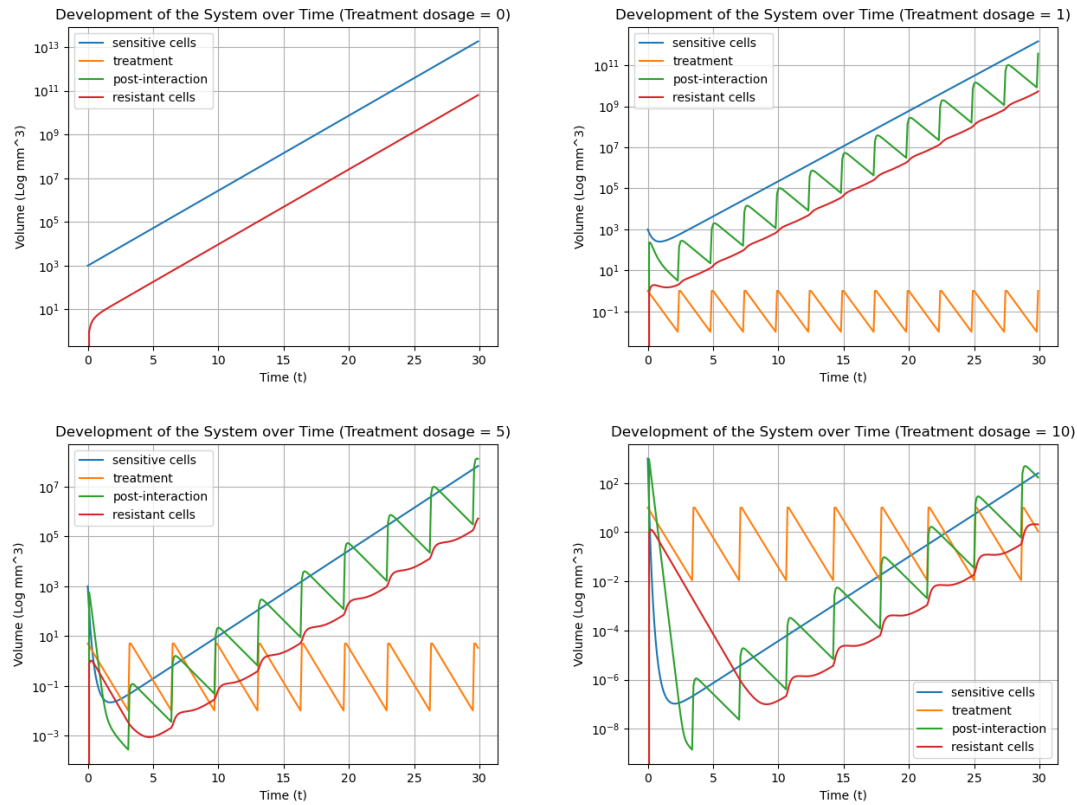 Development of the System over Time (Treatment dosage = 0)
sensitive cells
treatment
post-interaction
resistant cells
Volume (Log mm^3)
10^13
10^11
10^9
10^7
10^5
10^3
10^1
0 5 10 15 20 25 30
Time (t)
Development of the System over Time (Treatment dosage = 1)
sensitive cells
treatment
post-interaction
resistant cells
Volume (Log mm^3)
10^11
10^9
10^7
10^5
10^3
10^1
10^−1
0 5 10 15 20 25 30
Time (t)
Development of the System over Time (Treatment dosage = 5)
sensitive cells
treatment
post-interaction
resistant cells
Volume (Log mm^3)
10^7
10^5
10^3
10^1
10^−1
10^−3
0 5 10 15 20 25 30
Time (t)
Development of the System over Time (Treatment dosage = 10)
Volume (Log mm^3)
10^2
10^0
10^−2
10^−4
10^−6
10^−8
sensitive cells
treatment
post-interaction
resistant cells
0 5 10 15 20 25 30
Time (t)